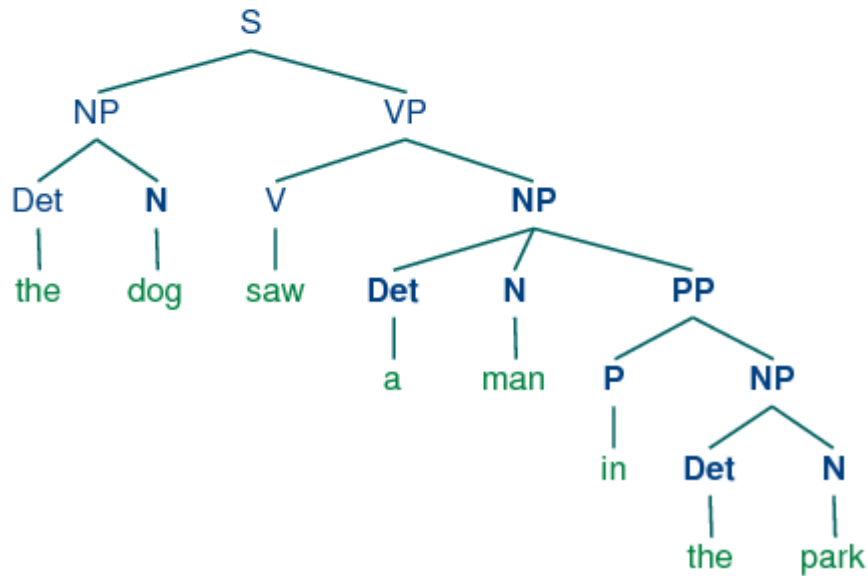 S
NP VP
Det N V NP
the dog saw Det N PP
a man P NP
in Det N
the park